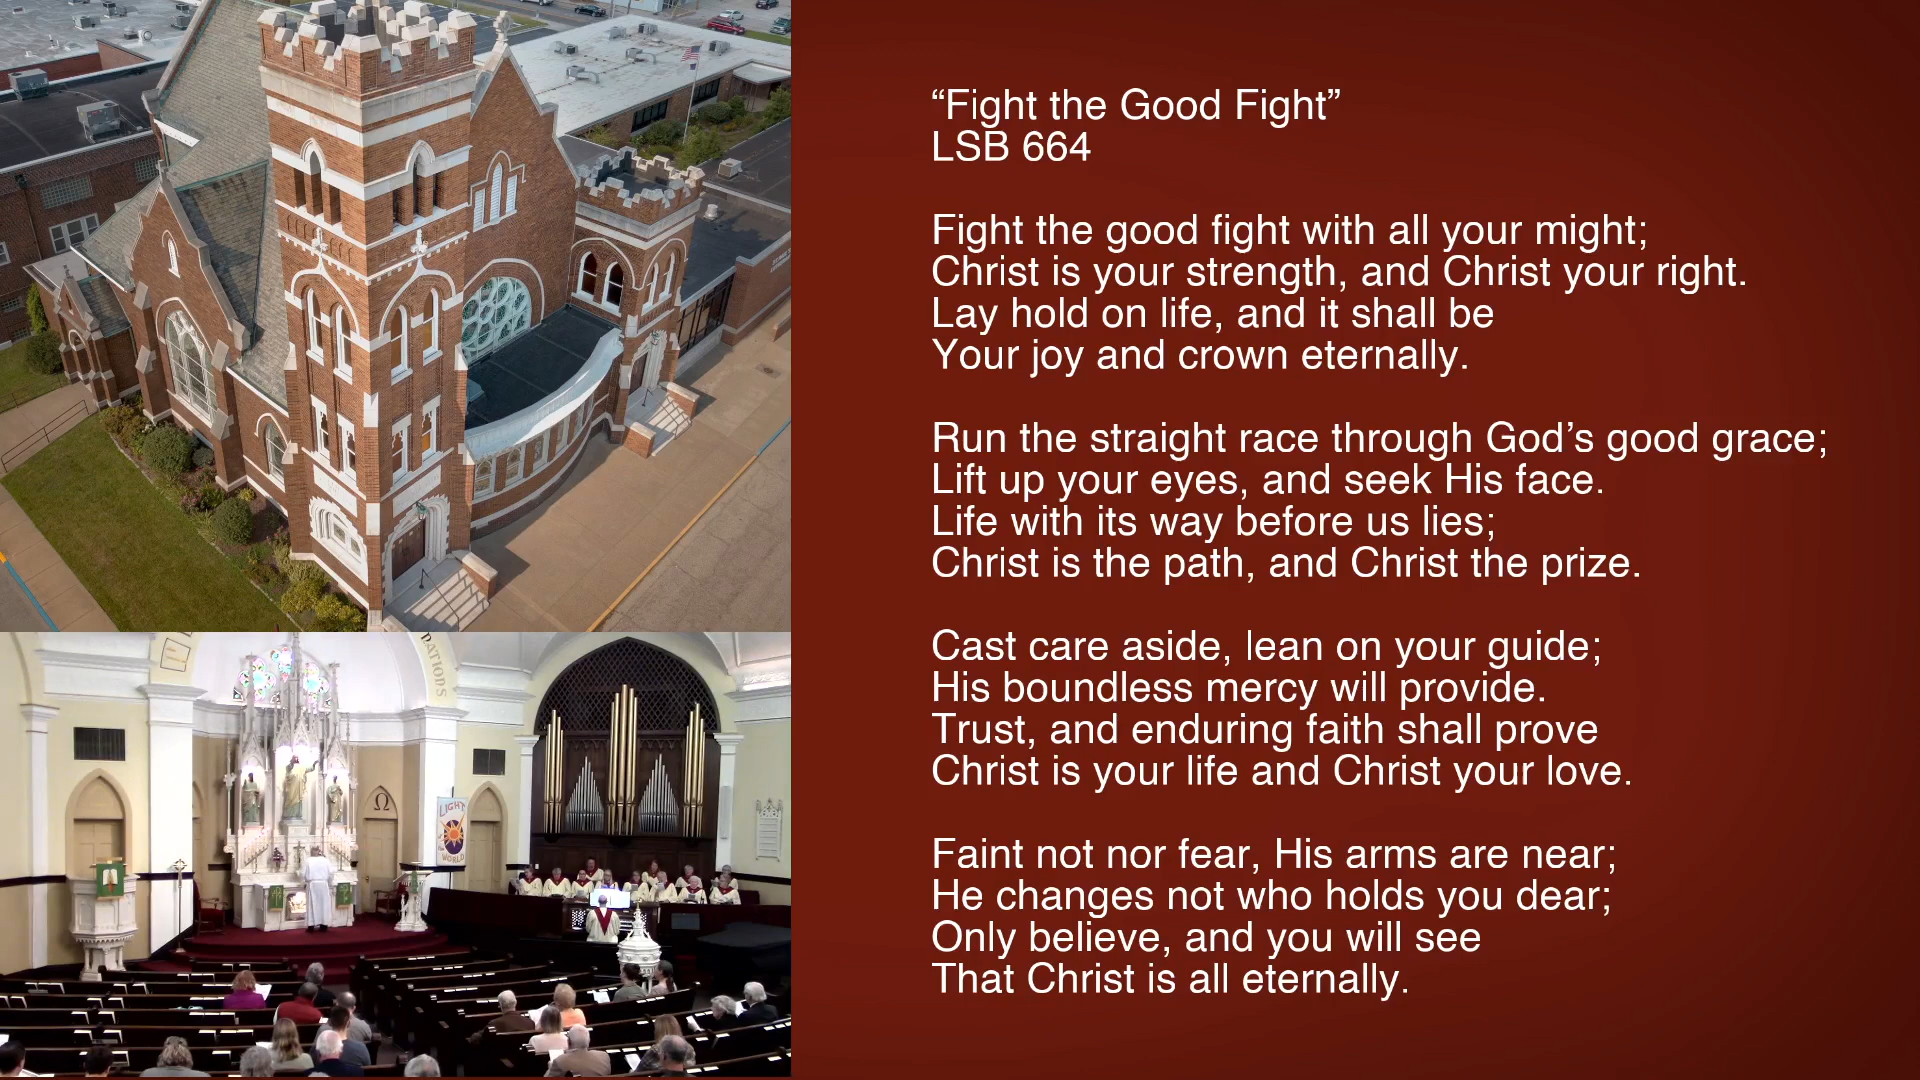 “Fight the Good Fight”
LSB 664
Fight the good fight with all your might;
Christ is your strength, and Christ your right.
Lay hold on life, and it shall be
Your joy and crown eternally.
Run the straight race through God’s good grace;
Lift up your eyes, and seek His face.
Life with its way before us lies;
Christ is the path, and Christ the prize.
Cast care aside, lean on your guide;
His boundless mercy will provide.
Trust, and enduring faith shall prove
Christ is your life and Christ your love.
Faint not nor fear, His arms are near;
He changes not who holds you dear;
Only believe, and you will see
That Christ is all eternally.
Ω
LIGHT
WORLD